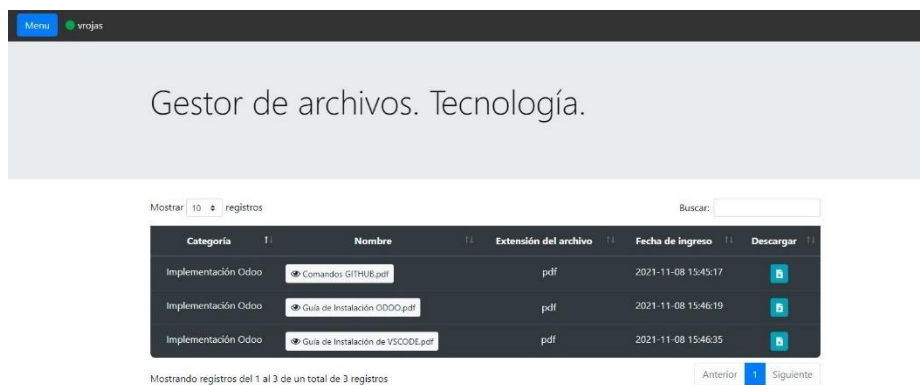 Menu vrojas
Gestor de archivos. Tecnología.
Mostrar 10 registros Buscar:
Categoría Nombre Extensión del archivo Fecha de ingreso Descargar
Implementación Odoo Comandos GITHUB.pdf pdf 2021-11-08 15:45:17
Implementación Odoo Guía de Instalación ODOO.pdf pdf 2021-11-08 15:46:19
Implementación Odoo Guía de Instalación de VSCODE.pdf pdf 2021-11-08 15:46:35
Mostrando registros del 1 al 3 de un total de 3 registros Anterior 1 Siguiente